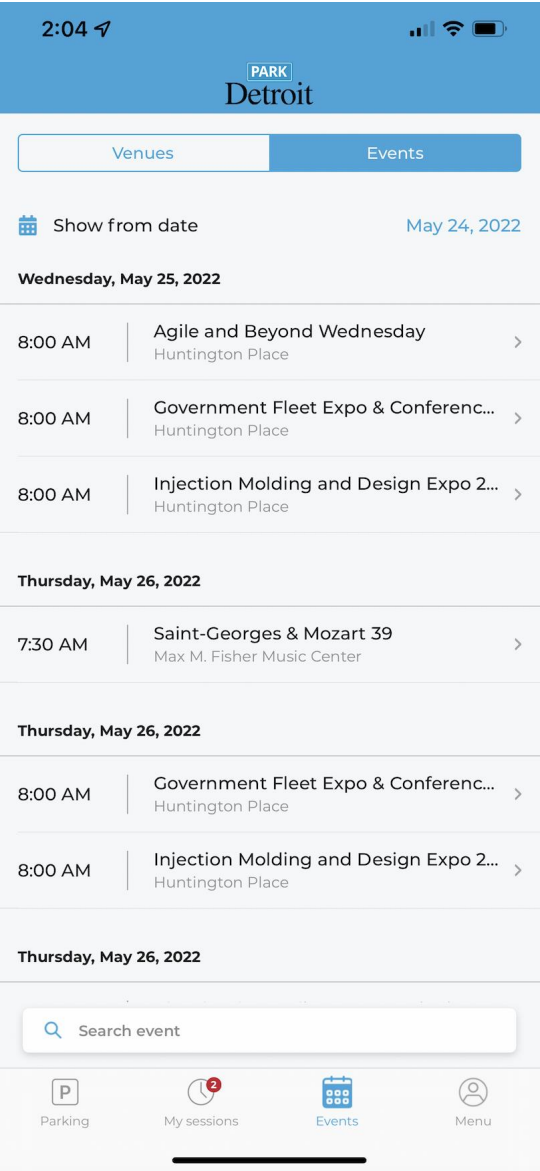 2:04
PARK
Detroit
Venues
Events
Show from date
May 24, 2022
Wednesday, May 25, 2022
8:00 AM
Agile and Beyond Wednesday
Huntington Place
8:00 AM
Government Fleet Expo & Conferenc...
Huntington Place
8:00 AM
Injection Molding and Design Expo 2...
Huntington Place
Thursday, May 26, 2022
7:30 AM
Saint-Georges & Mozart 39
Max M. Fisher Music Center
Thursday, May 26, 2022
8:00 AM
Government Fleet Expo & Conferenc...
Huntington Place
8:00 AM
Injection Molding and Design Expo 2...
Huntington Place
Thursday, May 26, 2022
Search event
P
Parking
2
My sessions
Events
Menu